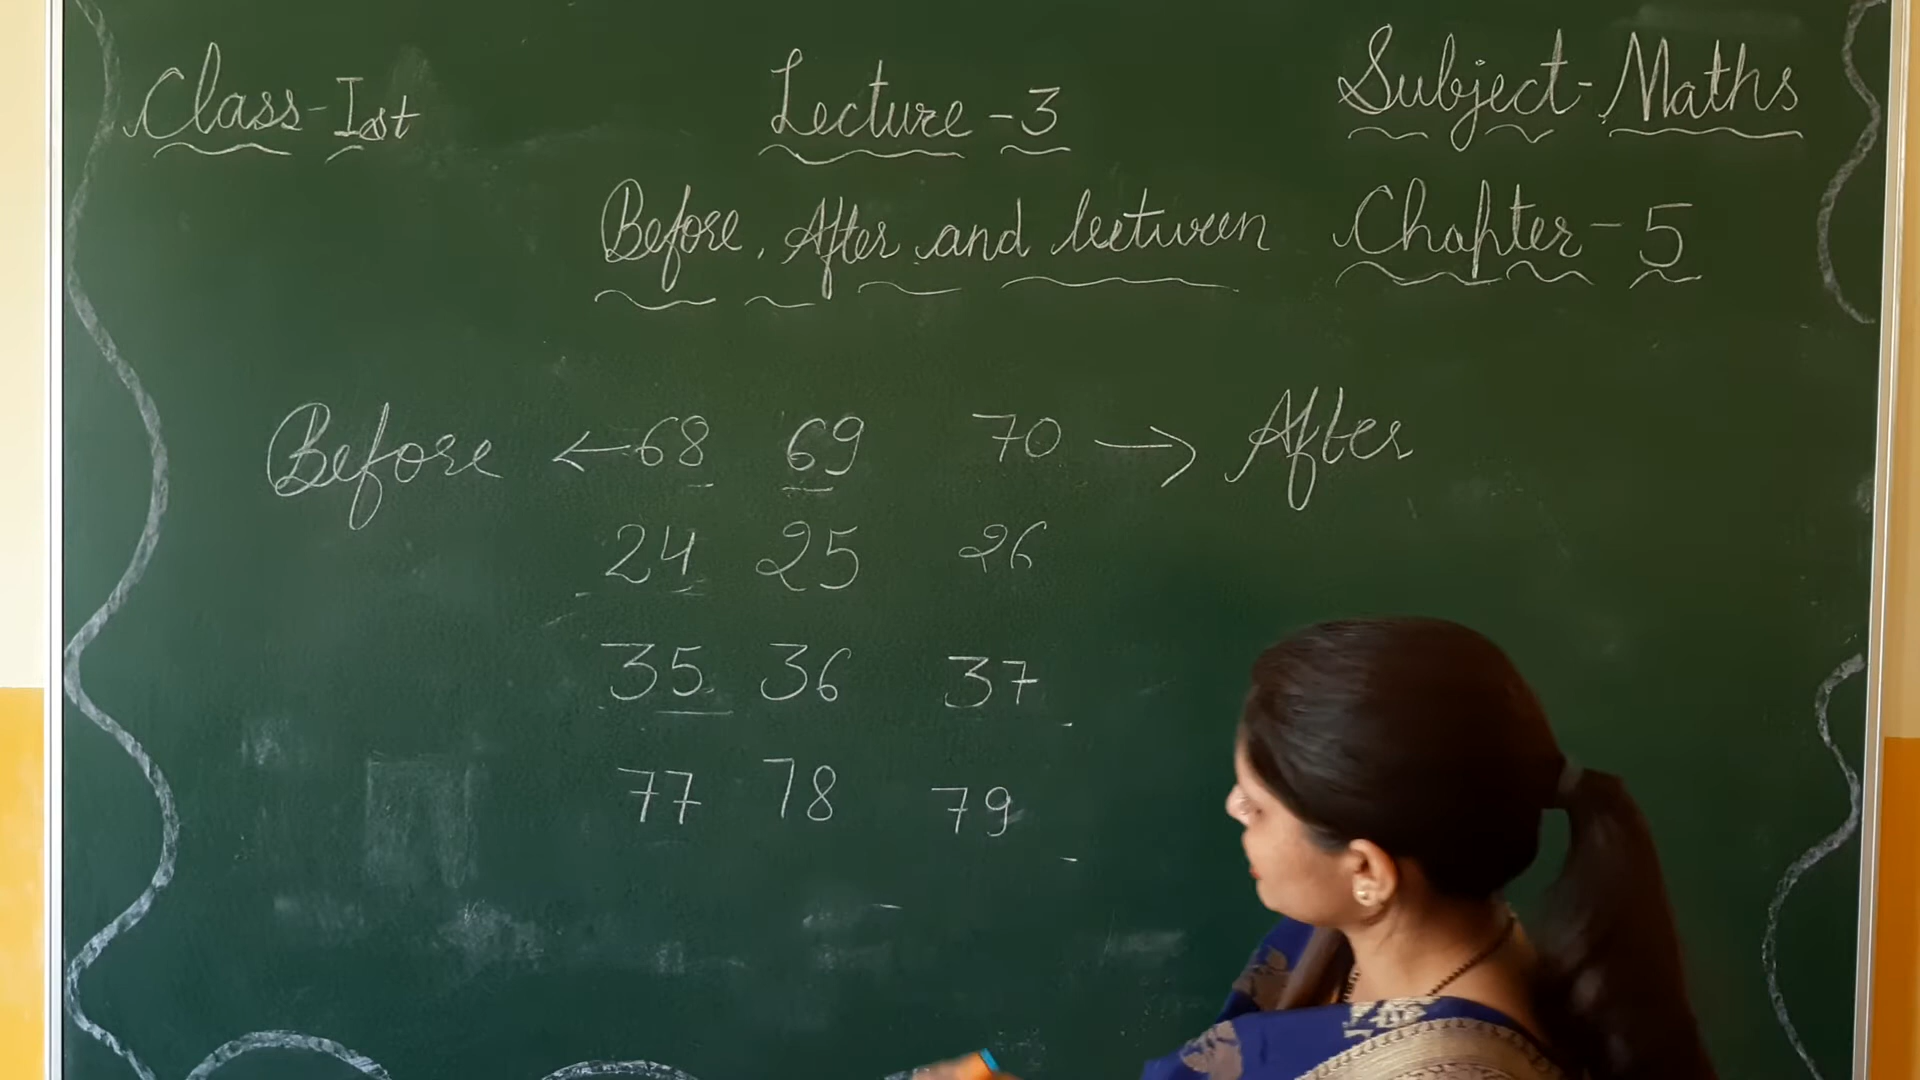 Class-Ist Lecture-3 Subject-Maths
Before, After and between Chapter-5
Before ← 68 69 70 → After
24 25 26
35 36 37
77 78 79